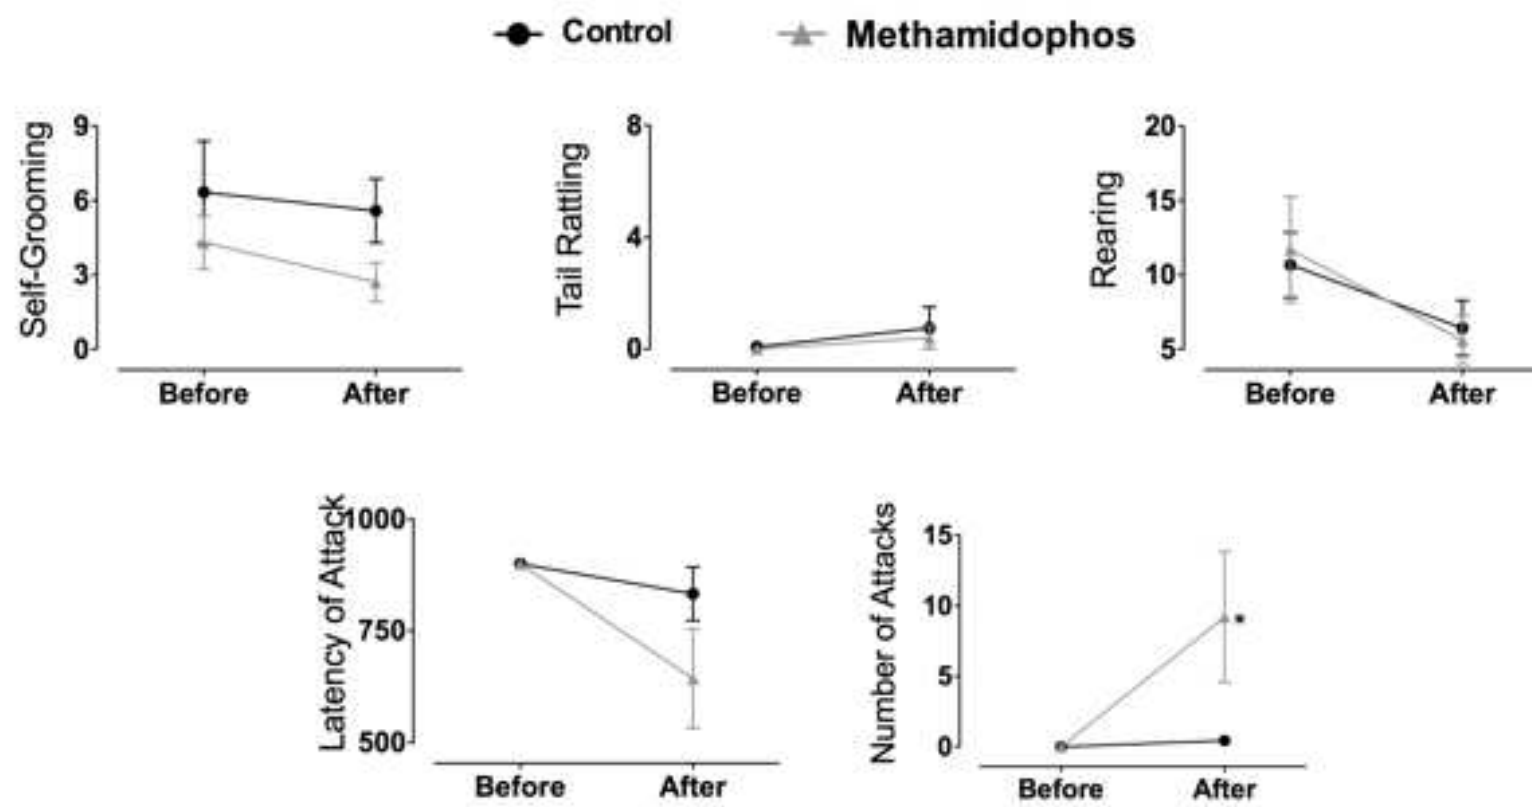 Control Methamidophos
Self-Grooming
9
6
3
0
Before After
Tail Rattling
8
4
0
Before After
Rearing
20
15
10
5
Before After
Latency of Attack
1000
750
500
Before After
Number of Attacks
15
10
5
0
*
Before After